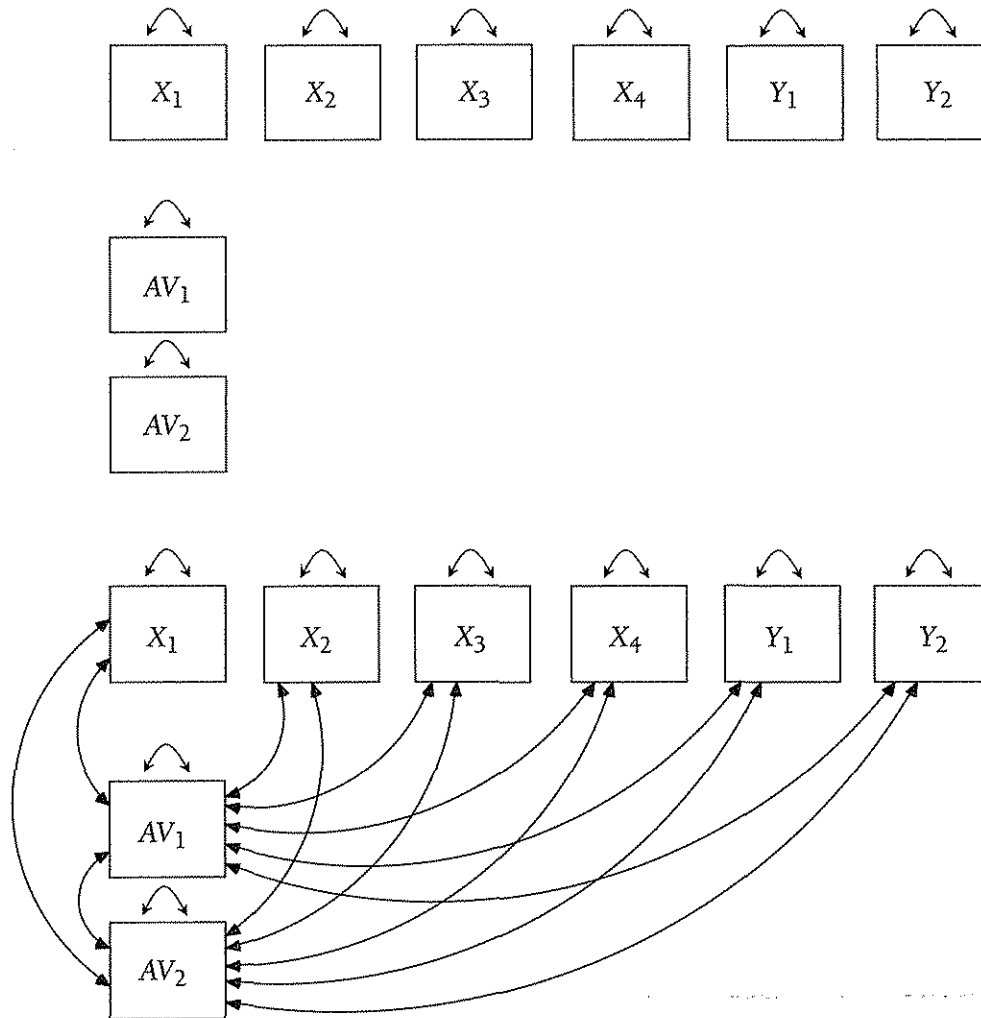 X₁ X₂ X₃ X₄ Y₁ Y₂
AV₁
AV₂
X₁ X₂ X₃ X₄ Y₁ Y₂
AV₁
AV₂